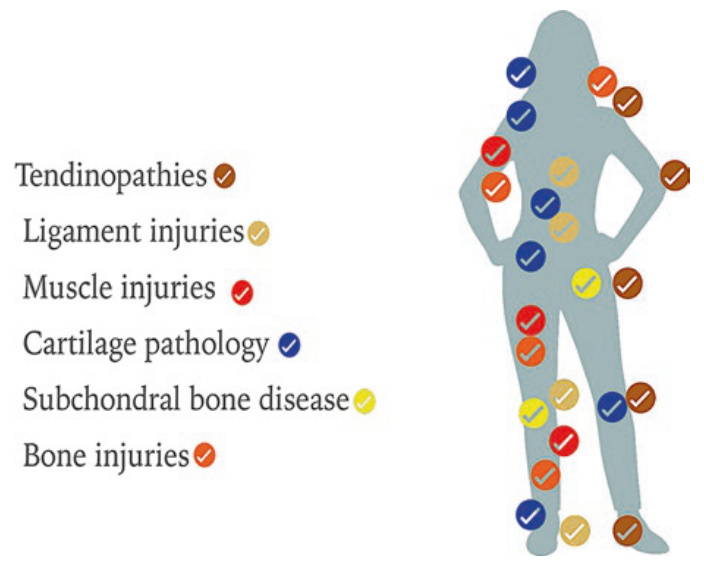 Tendinopathies
Ligament injuries
Muscle injuries
Cartilage pathology
Subchondral bone disease
Bone injuries